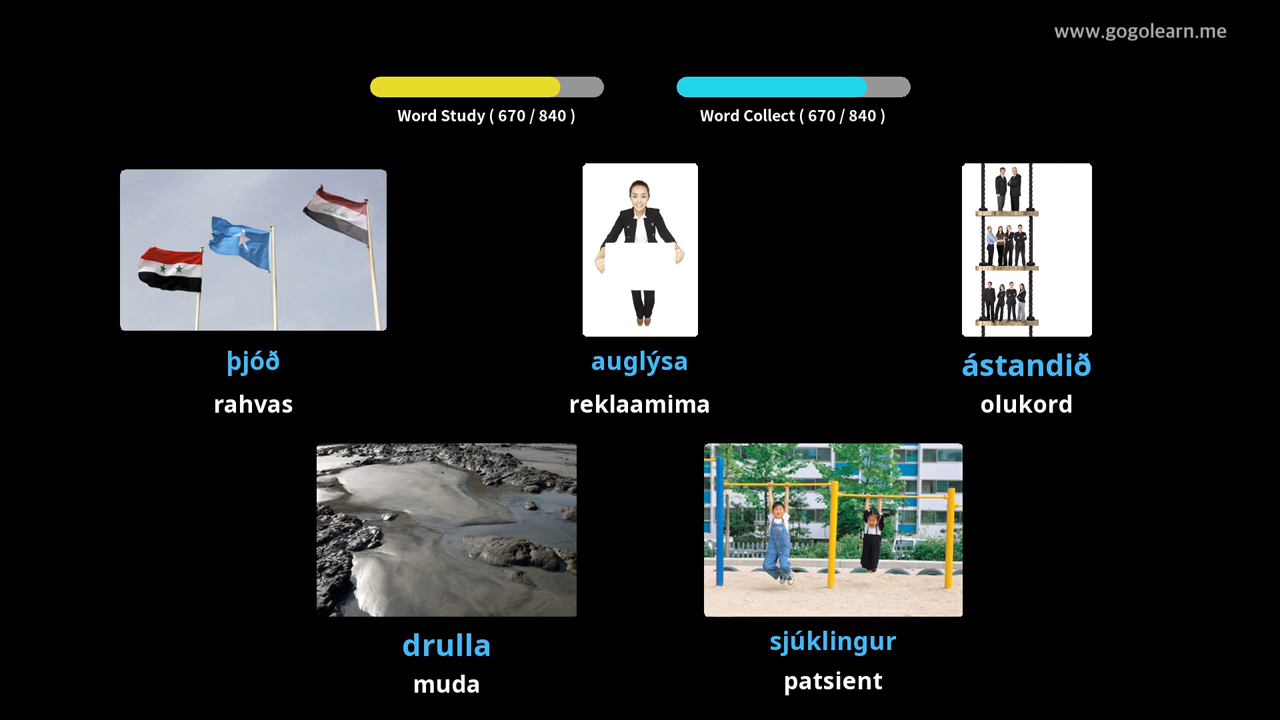 www.gogolearn.me
Word Study ( 670 / 840 )
Word Collect ( 670 / 840 )
þjóð
rahvas
auglýsa
reklaamima
ástandið
olukord
drulla
muda
sjúklingur
patsient